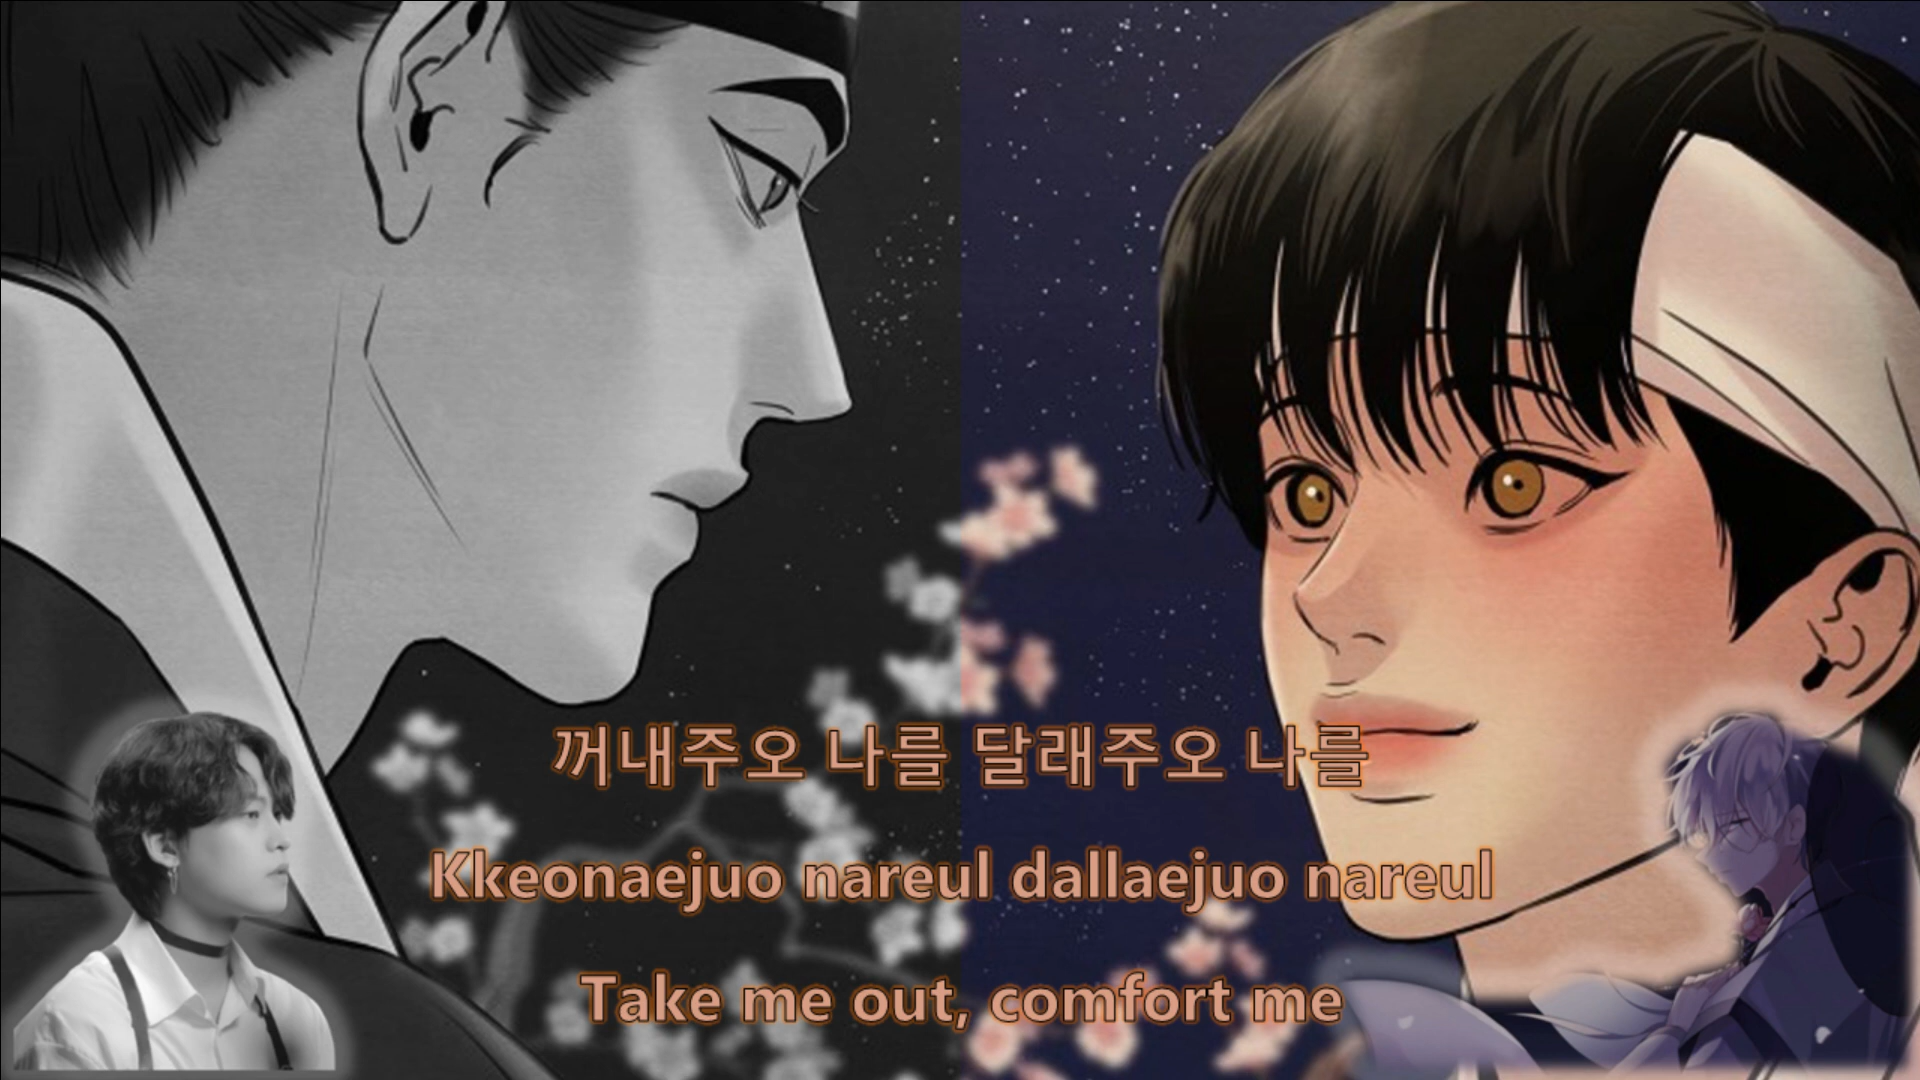 꺼내주오 나를 달래주오 나를
Kkeonaejuo nareul dallaejuo nareul
Take me out, comfort me